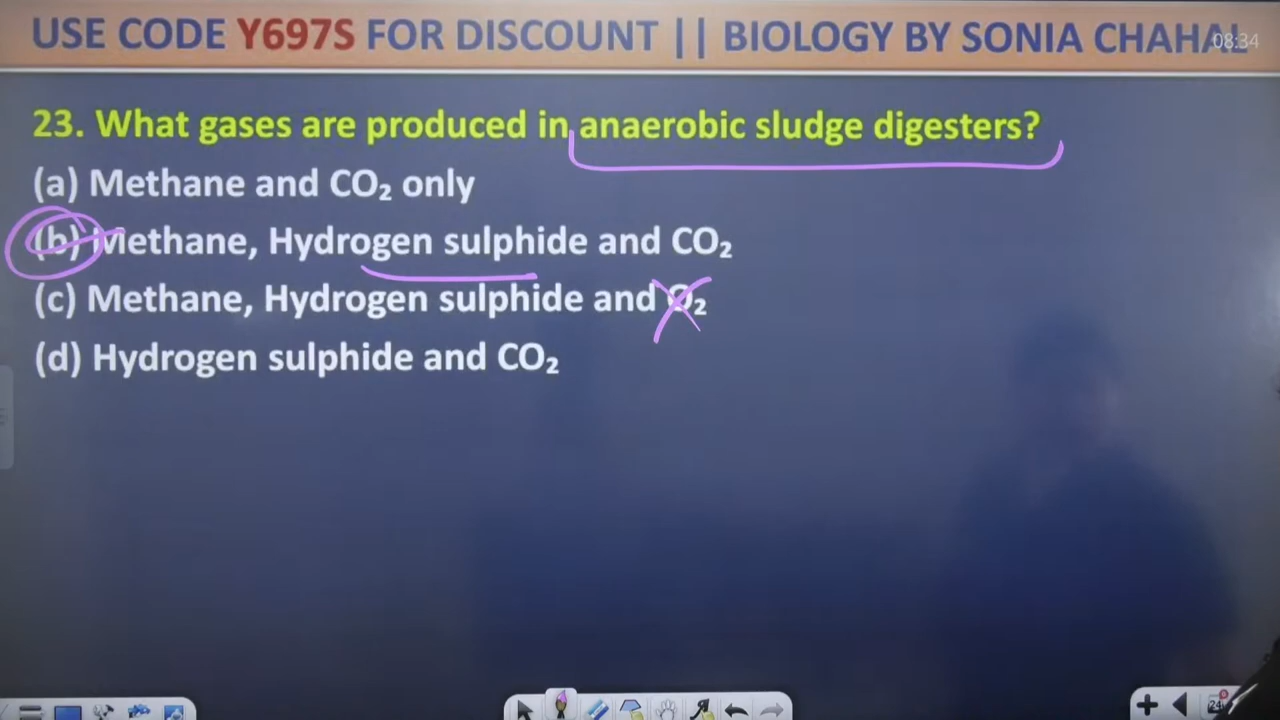 USE CODE Y697S FOR DISCOUNT || BIOLOGY BY SONIA CHAHAL
08:34
23. What gases are produced in anaerobic sludge digesters?
(a) Methane and CO₂ only
(b) Methane, Hydrogen sulphide and CO₂
(c) Methane, Hydrogen sulphide and O₂
(d) Hydrogen sulphide and CO₂